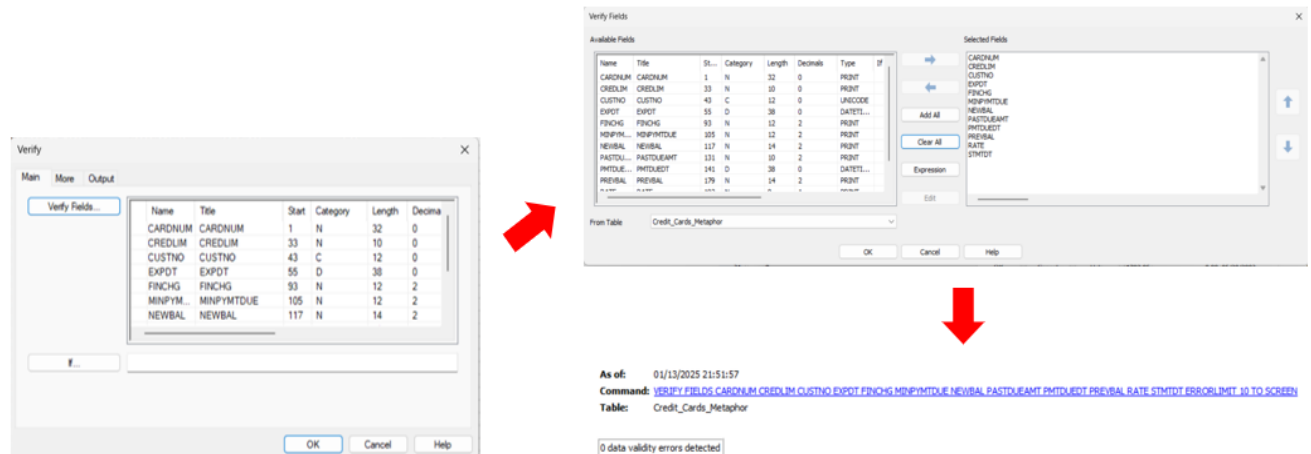 Verify
Main More Output
Verify Fields...
Name Title Start Category Length Decima
CARDNUM CARDNUM 1 N 32 0
CREDLIM CREDLIM 33 N 10 0
CUSTNO CUSTNO 43 C 12 0
EXPDT EXPDT 55 D 38 0
FINCHG FINCHG 93 N 12 2
MINPYM... MINPYMTDUE 105 N 12 2
NEWBAL NEWBAL 117 N 14 2
If...
OK Cancel Help
Verify Fields
Available Fields
Name Title St... Category Length Decimals Type If
CARDNUM CARDNUM 1 N 32 0 PRINT
CREDLIM CREDLIM 33 N 10 0 PRINT
CUSTNO CUSTNO 43 C 12 0 UNICODE
EXPDT EXPDT 55 D 38 0 DATETI...
FINCHG FINCHG 93 N 12 2 PRINT
MINPYM... MINPYMTDUE 105 N 12 2 PRINT
NEWBAL NEWBAL 117 N 14 2 PRINT
PASTDU... PASTDUEAMT 131 N 10 2 PRINT
PMTDUE... PMTDUEDT 141 D 38 0 DATETI...
PREVBAL PREVBAL 179 N 14 2 PRINT
Add All
Clear All
Expression
Edit
Selected Fields
CARDNUM
CREDLIM
CUSTNO
EXPDT
FINCHG
MINPYMTDUE
NEWBAL
PASTDUEAMT
PMTDUEDT
PREVBAL
RATE
STMTDT
From Table Credit_Cards_Metaphor
OK Cancel Help
As of: 01/13/2025 21:51:57
Command: VERIFY FIELDS CARDNUM CREDLIM CUSTNO EXPDT FINCHG MINPYMTDUE NEWBAL PASTDUEAMT PMTDUEDT PREVBAL RATE STMTDT ERRORLIMIT 10 TO SCREEN
Table: Credit_Cards_Metaphor
0 data validity errors detected